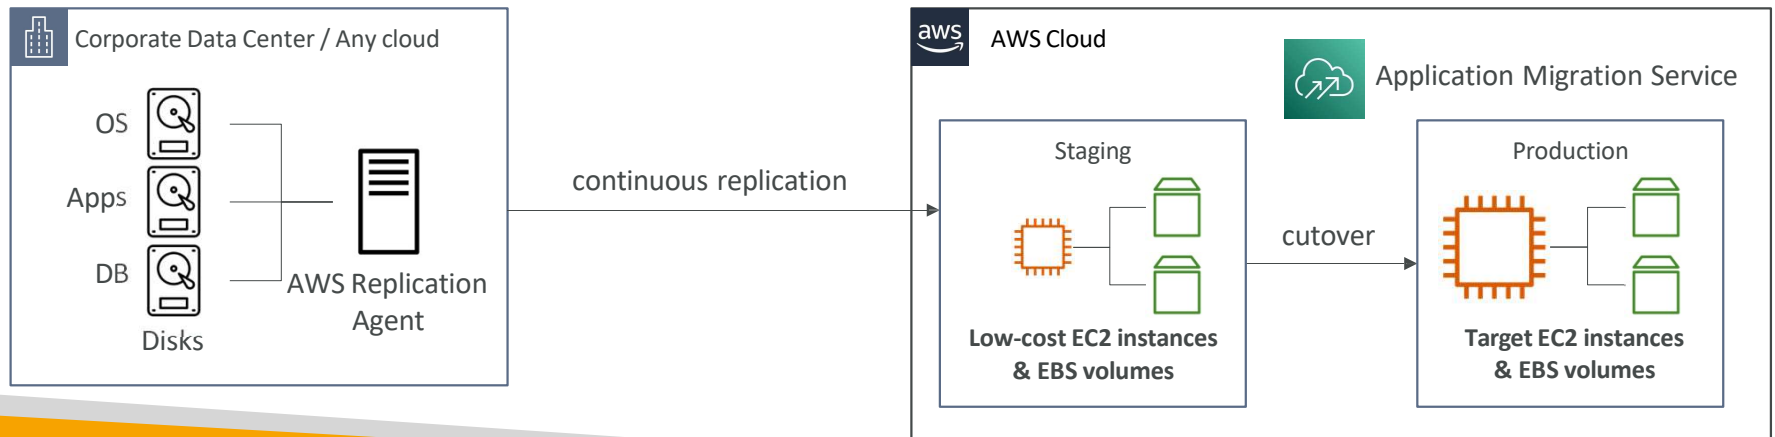 Corporate Data Center / Any cloud
OS
Apps
DB
Disks
AWS Replication
Agent
continuous replication
aws
AWS Cloud
Application Migration Service
Staging
Low-cost EC2 instances
& EBS volumes
cutover
Production
Target EC2 instances
& EBS volumes